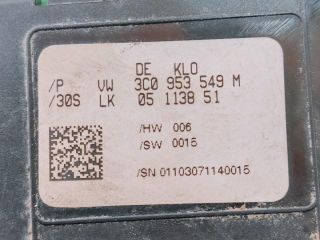 DE KLO
/P VW 3C0 953 549 M
/30S LK 05 1138 51
/HW 006
/SW 0015
/SN 01103071140015